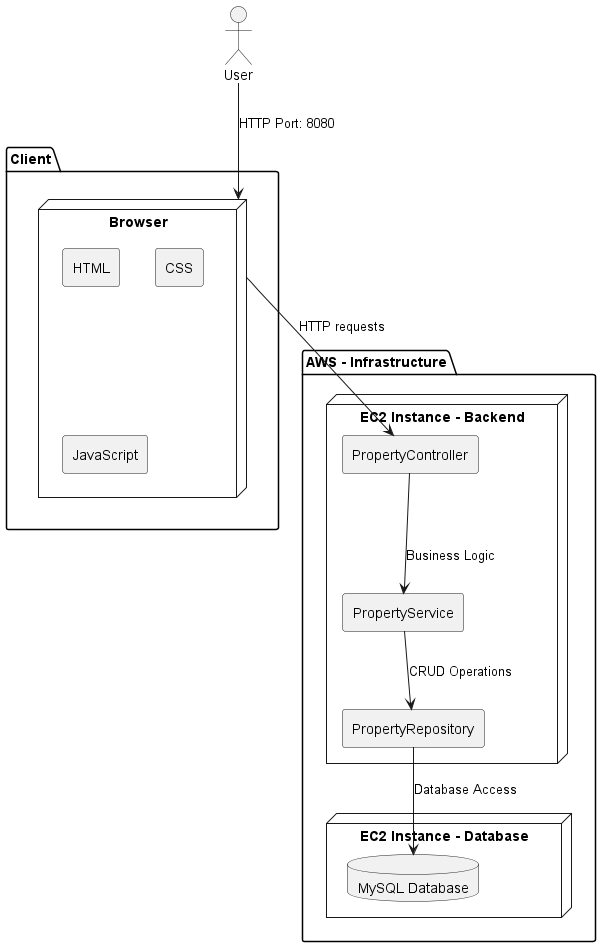 User
HTTP Port: 8080
Client
Browser
HTML
CSS
HTTP requests
AWS - Infrastructure
EC2 Instance - Backend
JavaScript
PropertyController
Business Logic
PropertyService
CRUD Operations
PropertyRepository
Database Access
EC2 Instance - Database
MySQL Database